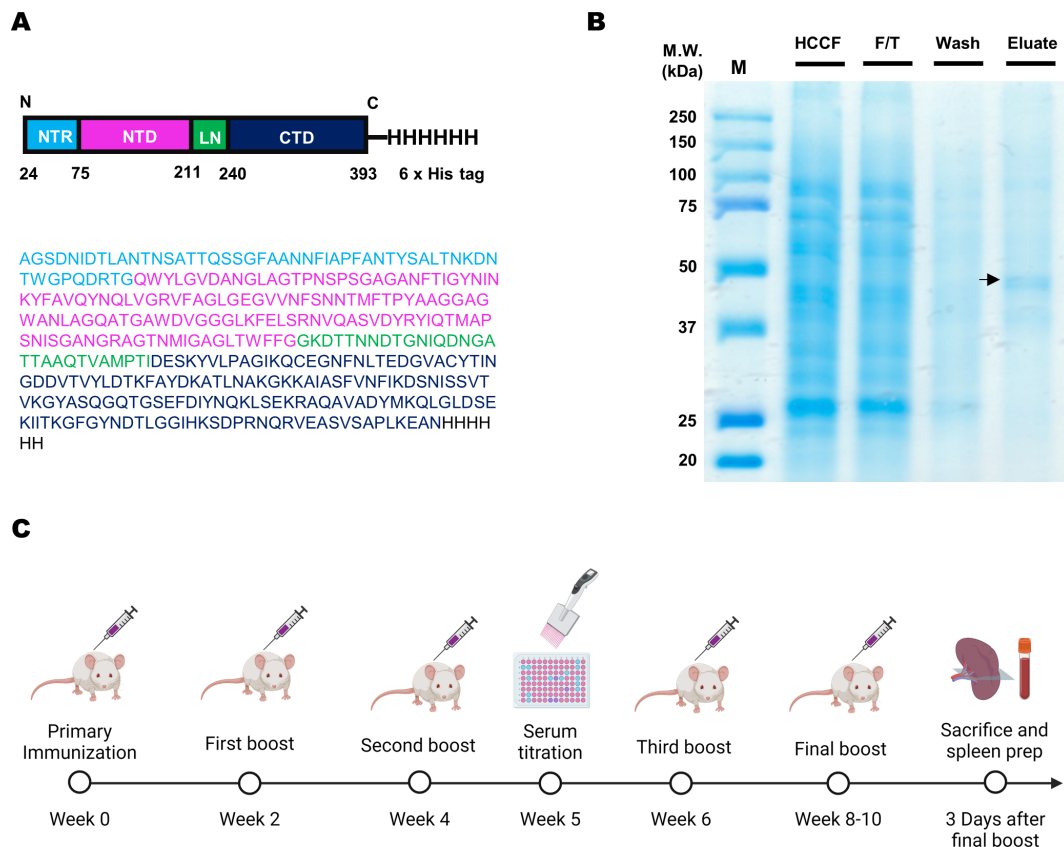 A
N
C
NTR
NTD
LN
CTD
HHHHHH
24
75
211
240
393
6 x His tag
AGSDNIDTLANTNSATTQSSGFAANNFIAPFANTYSALTNKDN
TWGPQDRTGQWYLGVDANGLAGTPNSPSGAGANFTIGYNIN
KYFAVQYNQLVGRVFAGLGEGVVNFSNNTMFTPYAAGGAG
WANLAGQATGAWDVGGGLKFELSRNVQASVDYRYIQTMAP
SNISGANGRAGTNMIGAGLTWFFGGKDTTNNDTGNIQDNGA
TTAAQTVAMPTIDESKYVLPAGIKQCEGNFNLTEDGVACYTIN
GDDVTVYLDTKFAYDKATLNAKGKKAIASFVNFIKDSNISSVT
VKGYASQGQTGSEFDIYNQKLSEKRAQAVADYMKQLGLDSE
KIITKGFGYNDTLGGIHKSDPRNQRVEASVSAPLKEANHHHH
HH
B
M.W.
(kDa)
M
HCCF
F/T
Wash
Eluate
250
150
100
75
50
37
25
20
C
Primary
Immunization
First boost
Second boost
Serum
titration
Third boost
Final boost
Sacrifice and
spleen prep
Week 0
Week 2
Week 4
Week 5
Week 6
Week 8-10
3 Days after
final boost